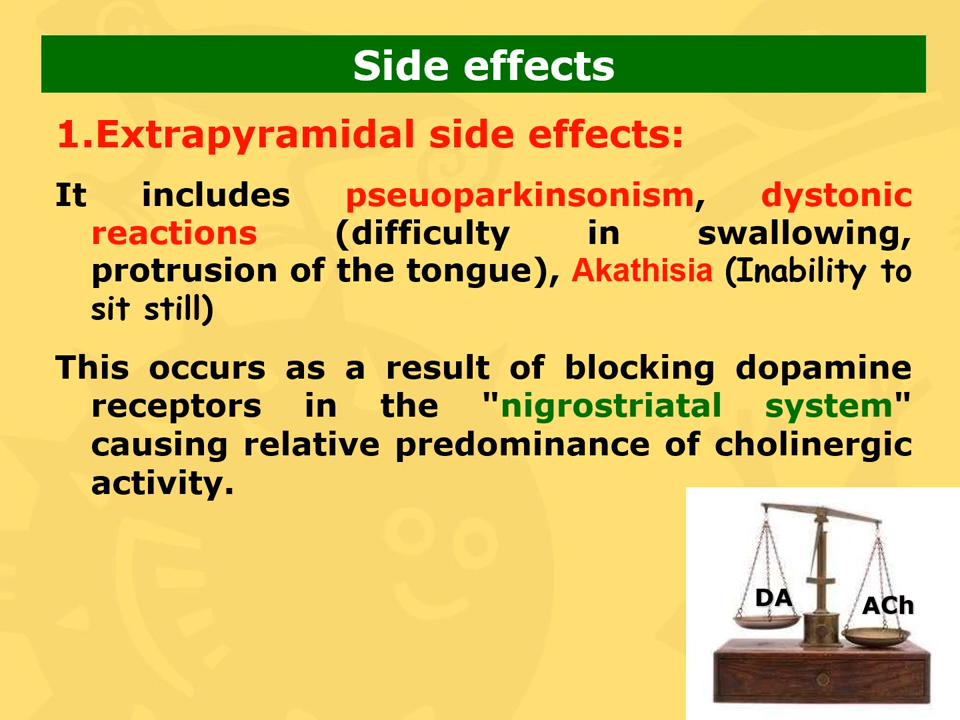 Side effects
1.Extrapyramidal side effects:
It includes pseuoparkinsonism, dystonic
reactions (difficulty in swallowing,
protrusion of the tongue), Akathisia (Inability to
sit still)
This occurs as a result of blocking dopamine
receptors in the "nigrostriatal system"
causing relative predominance of cholinergic
activity.
DA
ACh